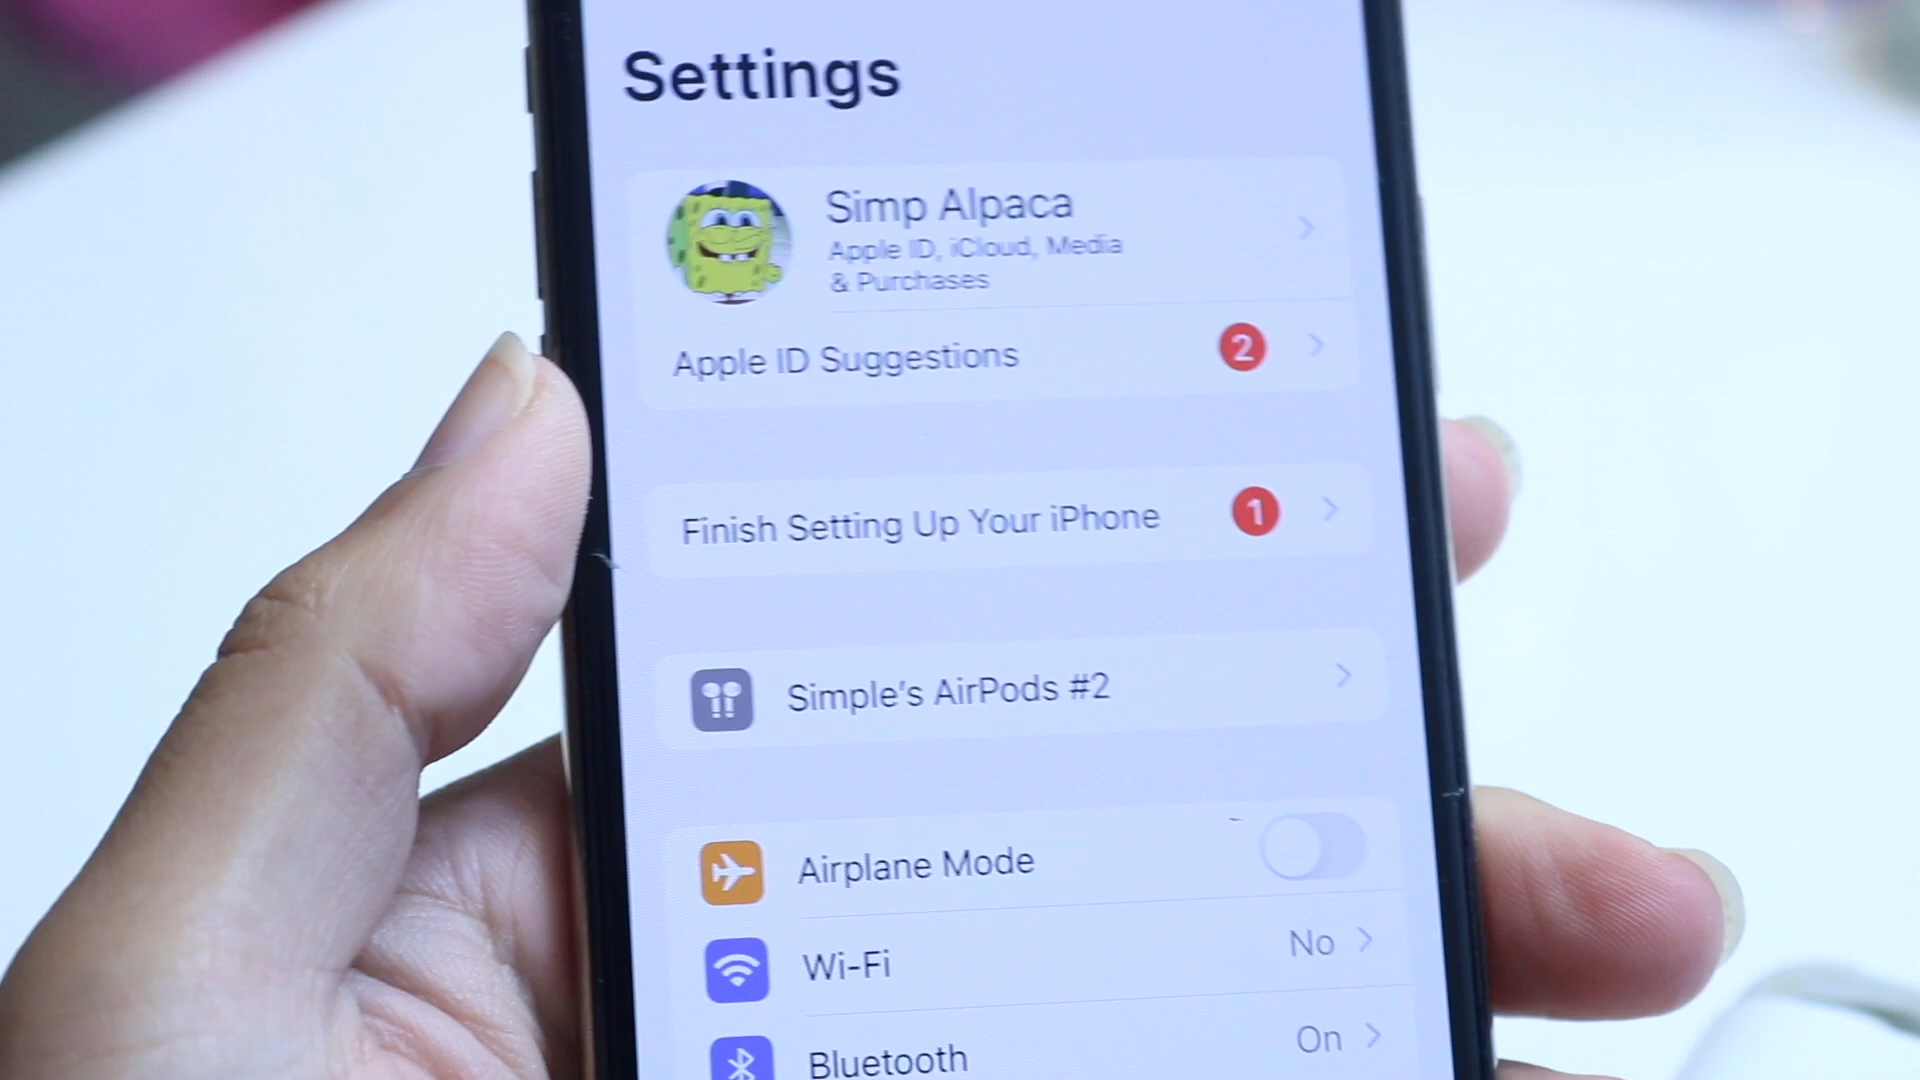 Settings
Simp Alpaca
Apple ID, iCloud, Media
& Purchases
Apple ID Suggestions 2
Finish Setting Up Your iPhone 1
Simple's AirPods #2
Airplane Mode
Wi-Fi No
Bluetooth On